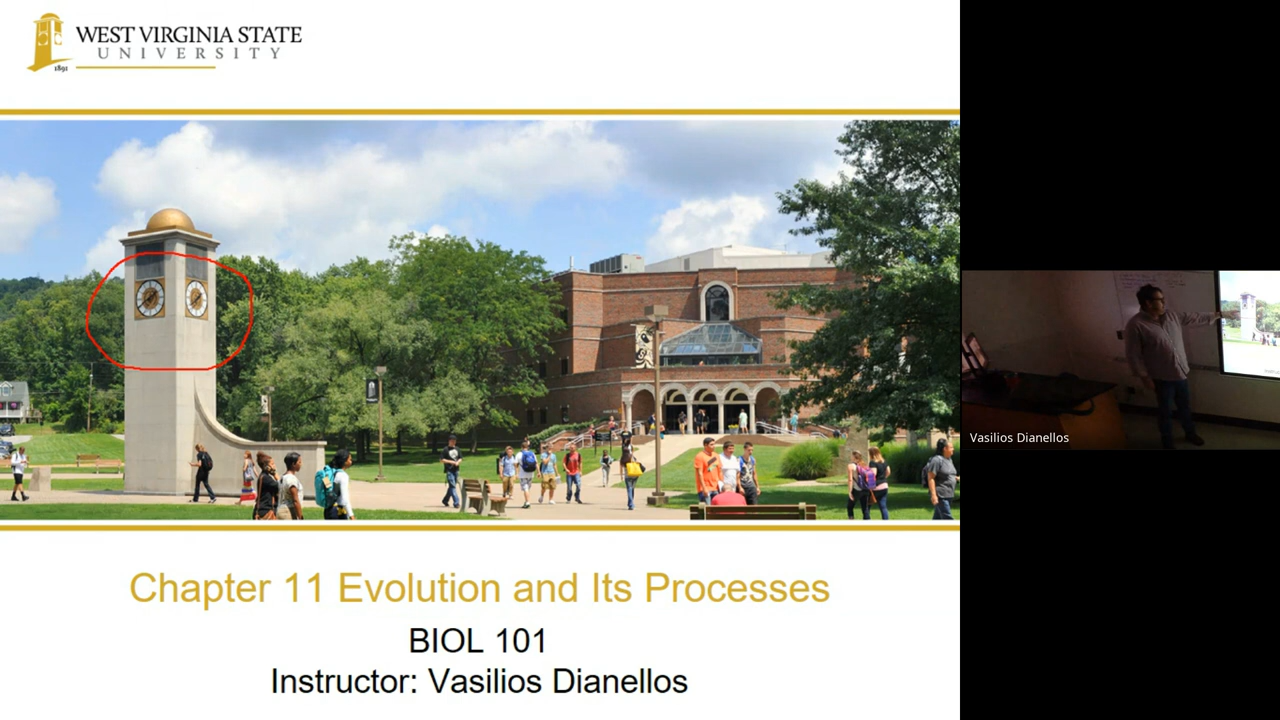 WEST VIRGINIA STATE
UNIVERSITY
1891
Chapter 11 Evolution and Its Processes
BIOL 101
Instructor: Vasilios Dianellos
Vasilios Dianellos